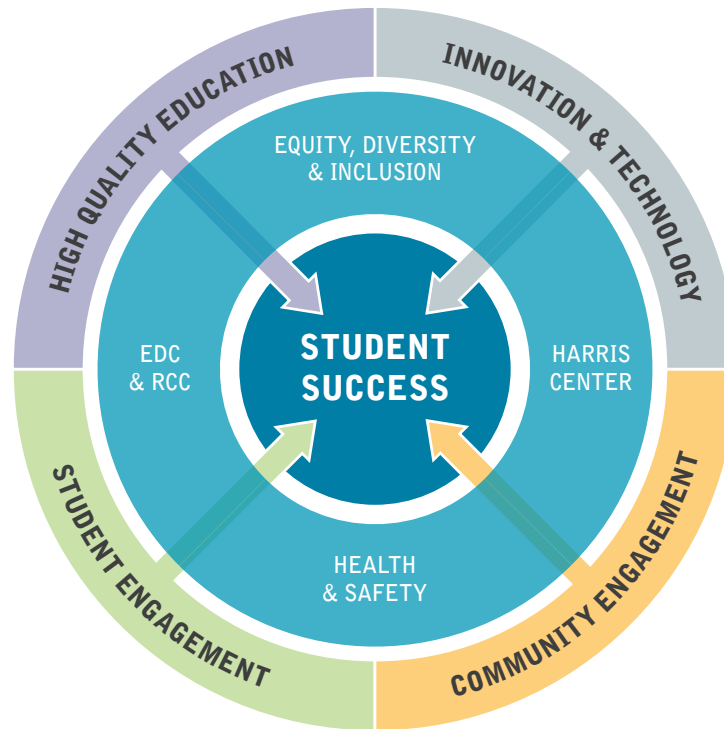 HIGH QUALITY EDUCATION
INNOVATION & TECHNOLOGY
EQUITY, DIVERSITY
& INCLUSION
EDC
& RCC
STUDENT
SUCCESS
HARRIS
CENTER
HEALTH
& SAFETY
STUDENT ENGAGEMENT
COMMUNITY ENGAGEMENT